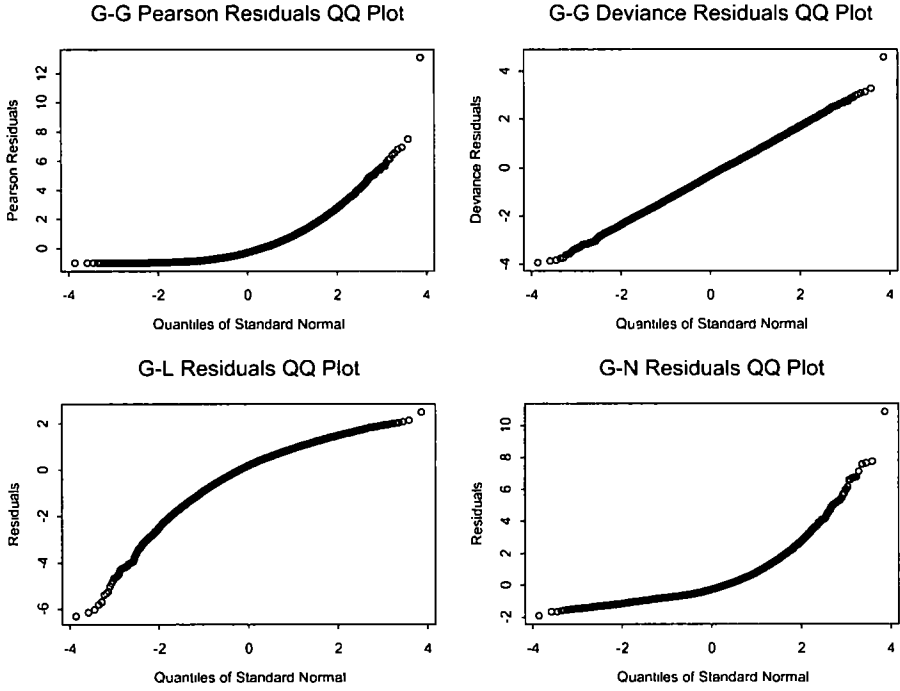 G-G Pearson Residuals QQ Plot
Pearson Residuals
12
10
8
6
4
2
0
-4 -2 0 2 4
Quantiles of Standard Normal
G-G Deviance Residuals QQ Plot
Deviance Residuals
4
2
0
-2
-4
-4 -2 0 2 4
Quantiles of Standard Normal
G-L Residuals QQ Plot
Residuals
2
0
-2
-4
-6
-4 -2 0 2 4
Quantiles of Standard Normal
G-N Residuals QQ Plot
Residuals
10
8
6
4
2
0
-2
-4 -2 0 2 4
Quantiles of Standard Normal